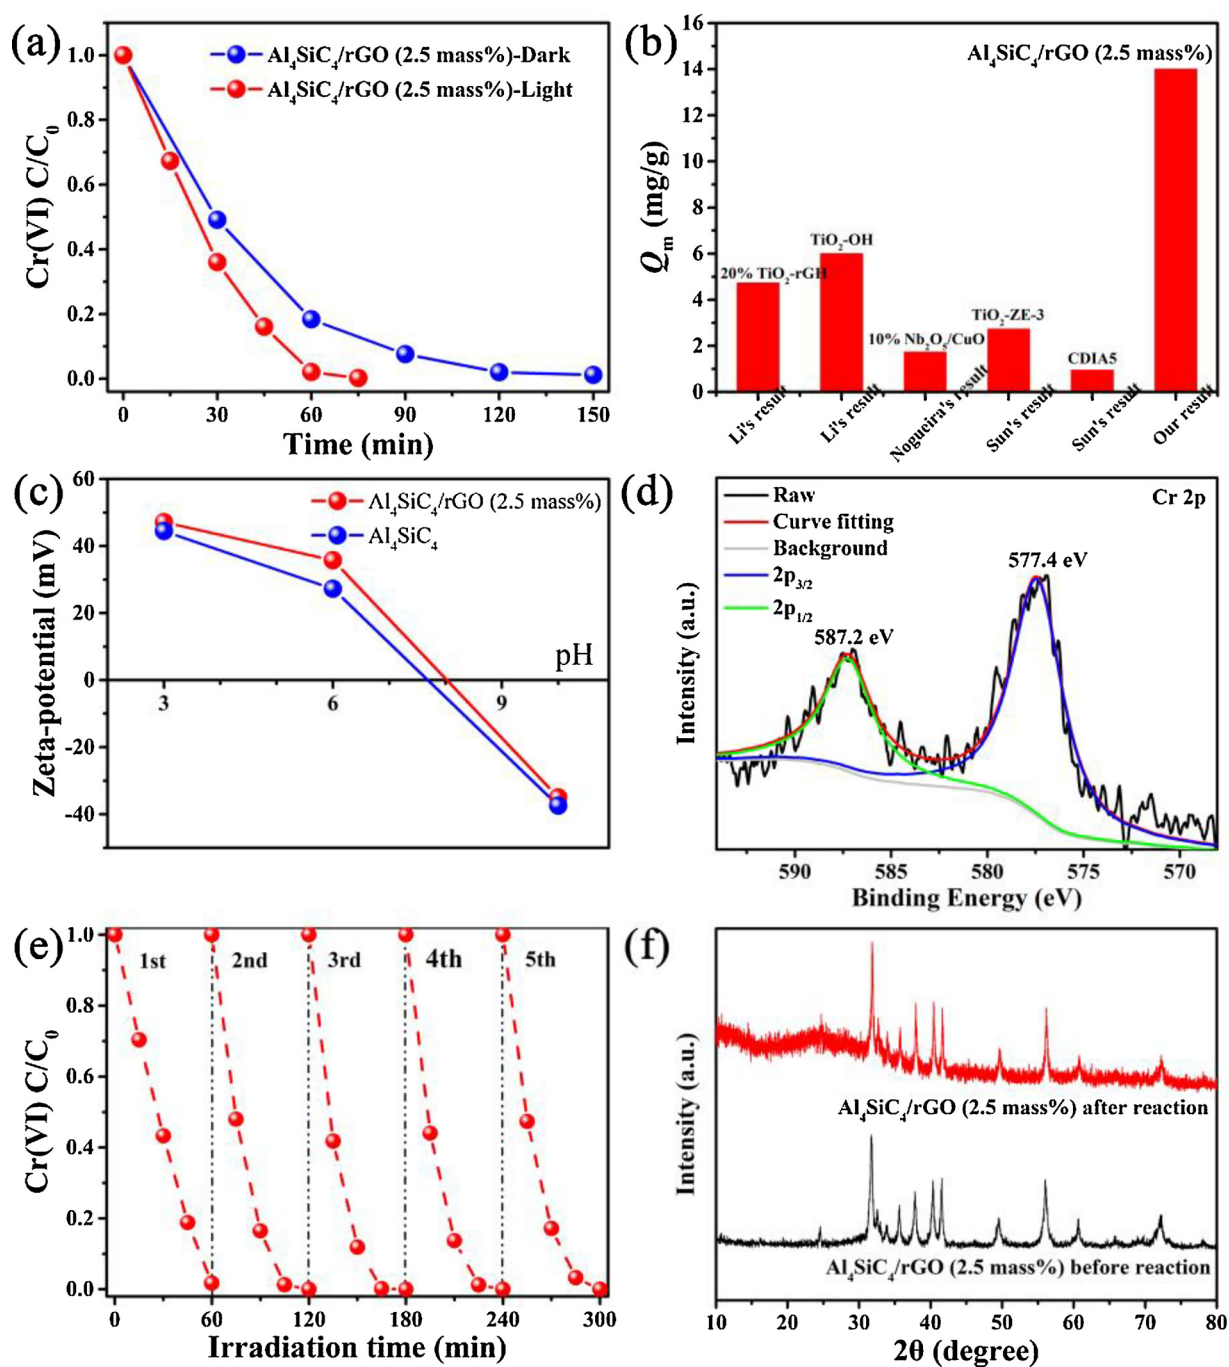 (a)
Al₄SiC₄/rGO (2.5 mass%)-Dark
Al₄SiC₄/rGO (2.5 mass%)-Light
Cr(VI) C/C₀
1.0
0.8
0.6
0.4
0.2
0.0
0 30 60 90 120 150
Time (min)
(b)
Al₄SiC₄/rGO (2.5 mass%)
Qₘ (mg/g)
16
14
12
10
8
6
4
2
0
20% TiO₂-rGH
TiO₂-OH
10% Nb₂O₅/CuO
TiO₂-ZE-3
CDIA5
Li's result
Li's result
Nogueira's result
Sun's result
Sun's result
Our result
(c)
Al₄SiC₄/rGO (2.5 mass%)
Al₄SiC₄
Zeta-potential (mV)
60
40
20
0
-20
-40
3 6 9
pH
(d)
Raw
Curve fitting
Background
2p₃/₂
2p₁/₂
Cr 2p
577.4 eV
587.2 eV
Intensity (a.u.)
590 585 580 575 570
Binding Energy (eV)
(e)
1st 2nd 3rd 4th 5th
Cr(VI) C/C₀
1.0
0.8
0.6
0.4
0.2
0.0
0 60 120 180 240 300
Irradiation time (min)
(f)
Al₄SiC₄/rGO (2.5 mass%) after reaction
Al₄SiC₄/rGO (2.5 mass%) before reaction
Intensity (a.u.)
10 20 30 40 50 60 70 80
2θ (degree)